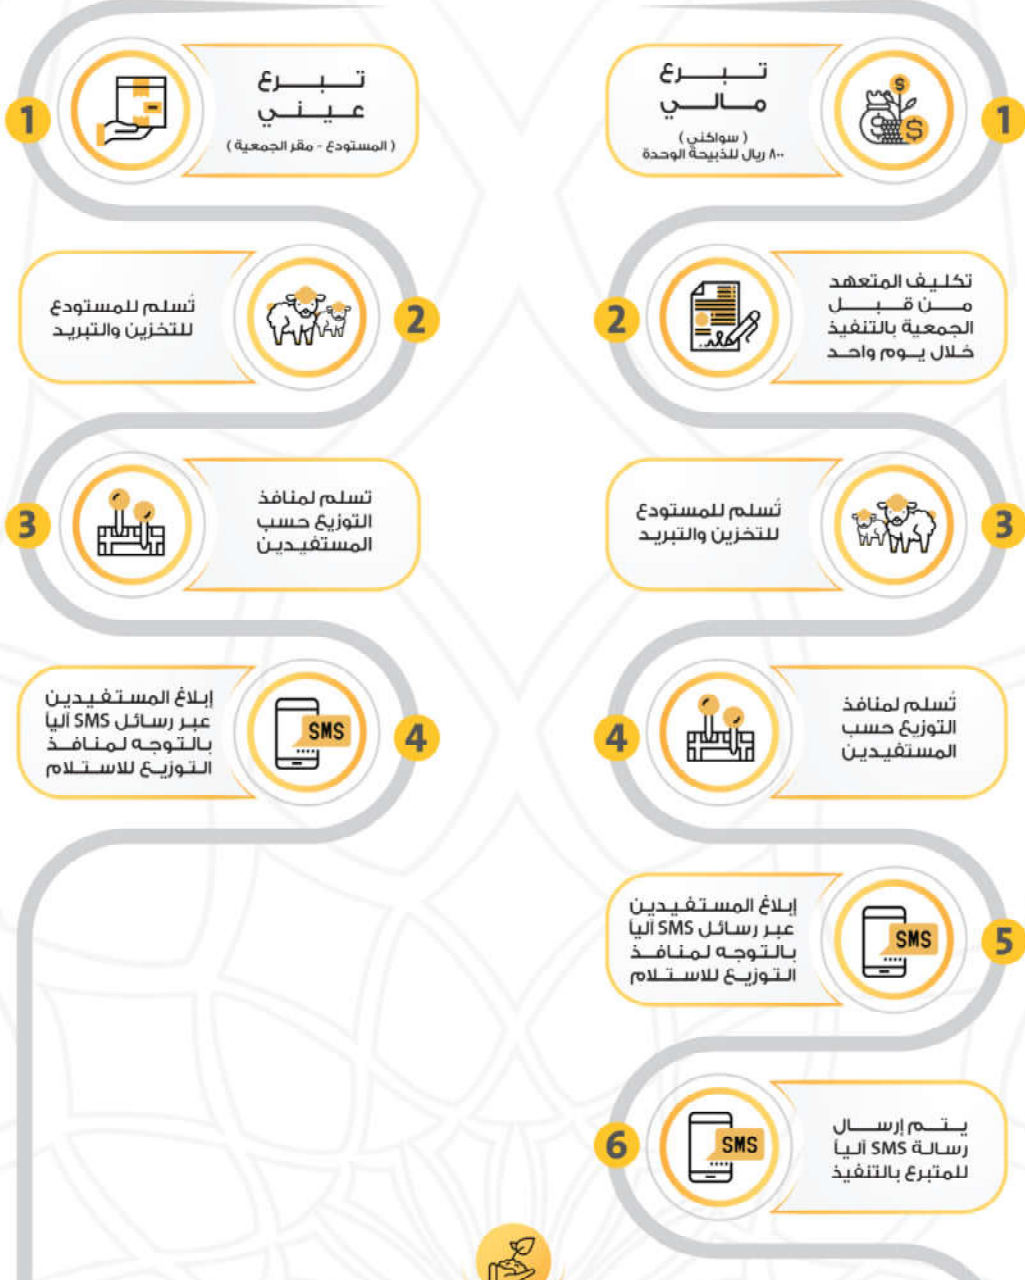 1
تبرع
مالي
( سواكني )
٨٠٠ ريال للذبيحة الوحدة
2
تكليف المتعهد
من قبل
الجمعية بالتنفيذ
خلال يوم واحد
3
تُسلم للمستودع
للتخزين والتبريد
4
تُسلم لمنافذ
التوزيع حسب
المستفيدين
5
إبلاغ المستفيدين
عبر رسائل SMS آلياً
بالتوجه لمنافذ
التوزيع للاستلام
SMS
6
يتم إرسال
رسالة SMS آلياً
للمتبرع بالتنفيذ
SMS
1
تبرع
عيني
( المستودع - مقر الجمعية )
2
تُسلم للمستودع
للتخزين والتبريد
3
تسلم لمنافذ
التوزيع حسب
المستفيدين
4
إبلاغ المستفيدين
عبر رسائل SMS آلياً
بالتوجه لمنافذ
التوزيع للاستلام
SMS